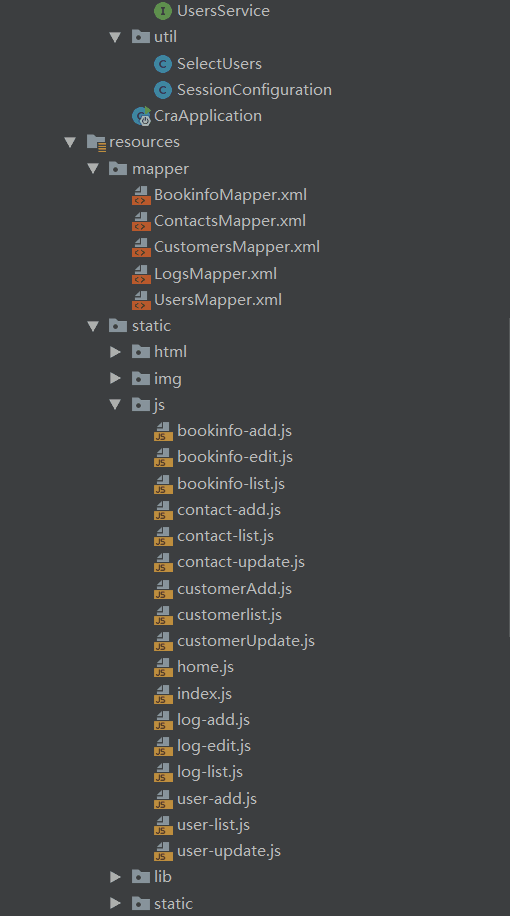 UsersService
util
SelectUsers
SessionConfiguration
CraApplication
resources
mapper
BookinfoMapper.xml
ContactsMapper.xml
CustomersMapper.xml
LogsMapper.xml
UsersMapper.xml
static
html
img
js
bookinfo-add.js
bookinfo-edit.js
bookinfo-list.js
contact-add.js
contact-list.js
contact-update.js
customerAdd.js
customerlist.js
customerUpdate.js
home.js
index.js
log-add.js
log-edit.js
log-list.js
user-add.js
user-list.js
user-update.js
lib
static